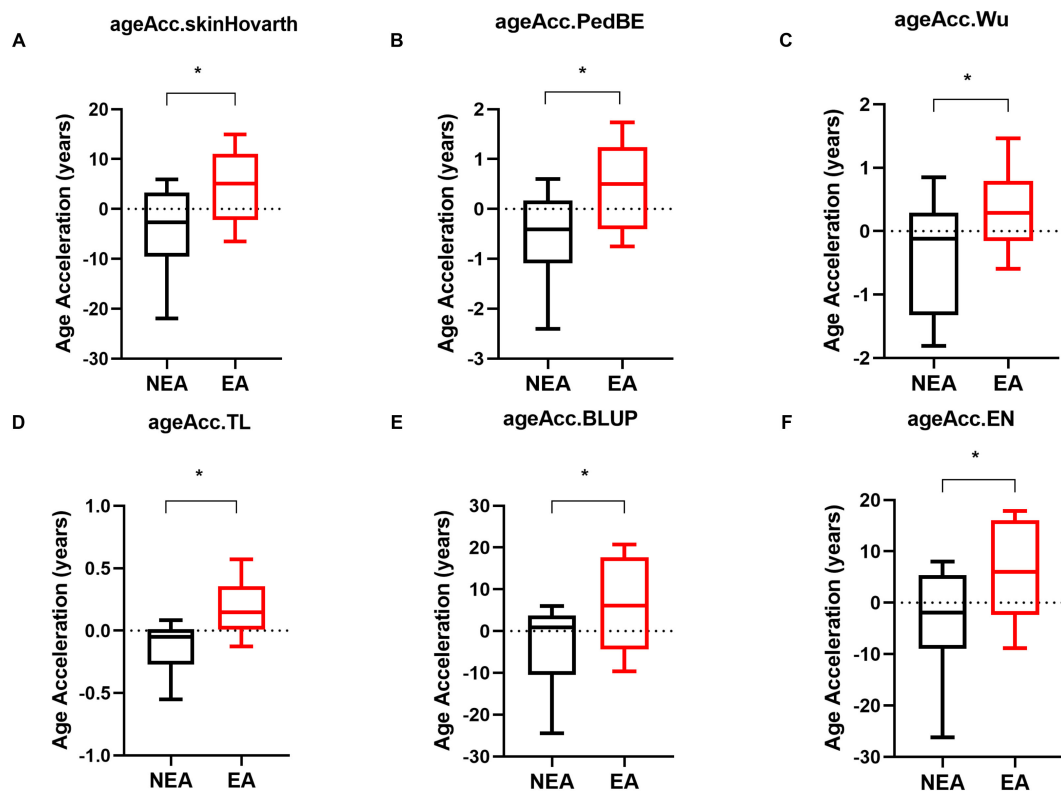 A
ageAcc.skinHovarth
*
Age Acceleration (years)
20
10
0
-10
-20
-30
NEA EA
B
ageAcc.PedBE
*
Age Acceleration (years)
2
1
0
-1
-2
-3
NEA EA
C
ageAcc.Wu
*
Age Acceleration (years)
2
1
0
-1
-2
NEA EA
D
ageAcc.TL
*
Age Acceleration (years)
1.0
0.5
0.0
-0.5
-1.0
NEA EA
E
ageAcc.BLUP
*
Age Acceleration (years)
30
20
10
0
-10
-20
-30
NEA EA
F
ageAcc.EN
*
Age Acceleration (years)
20
10
0
-10
-20
-30
NEA EA